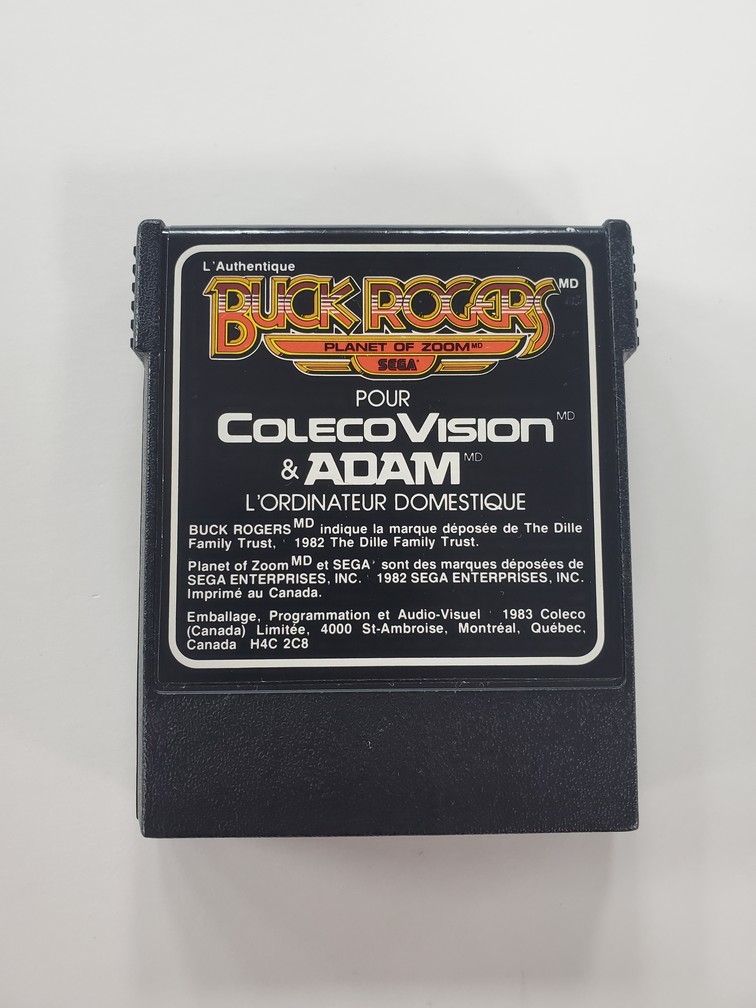 L'Authentique
BUCK ROGERS MD
PLANET OF ZOOM MD
SEGA
POUR
COLECOVISION MD
& ADAM MD
L'ORDINATEUR DOMESTIQUE
BUCK ROGERS MD indique la marque déposée de The Dille
Family Trust, 1982 The Dille Family Trust.
Planet of Zoom MD et SEGA sont des marques déposées de
SEGA ENTERPRISES, INC. 1982 SEGA ENTERPRISES, INC.
Imprimé au Canada.
Emballage, Programmation et Audio-Visuel 1983 Coleco
(Canada) Limitée, 4000 St-Ambroise, Montréal, Québec,
Canada H4C 2C8